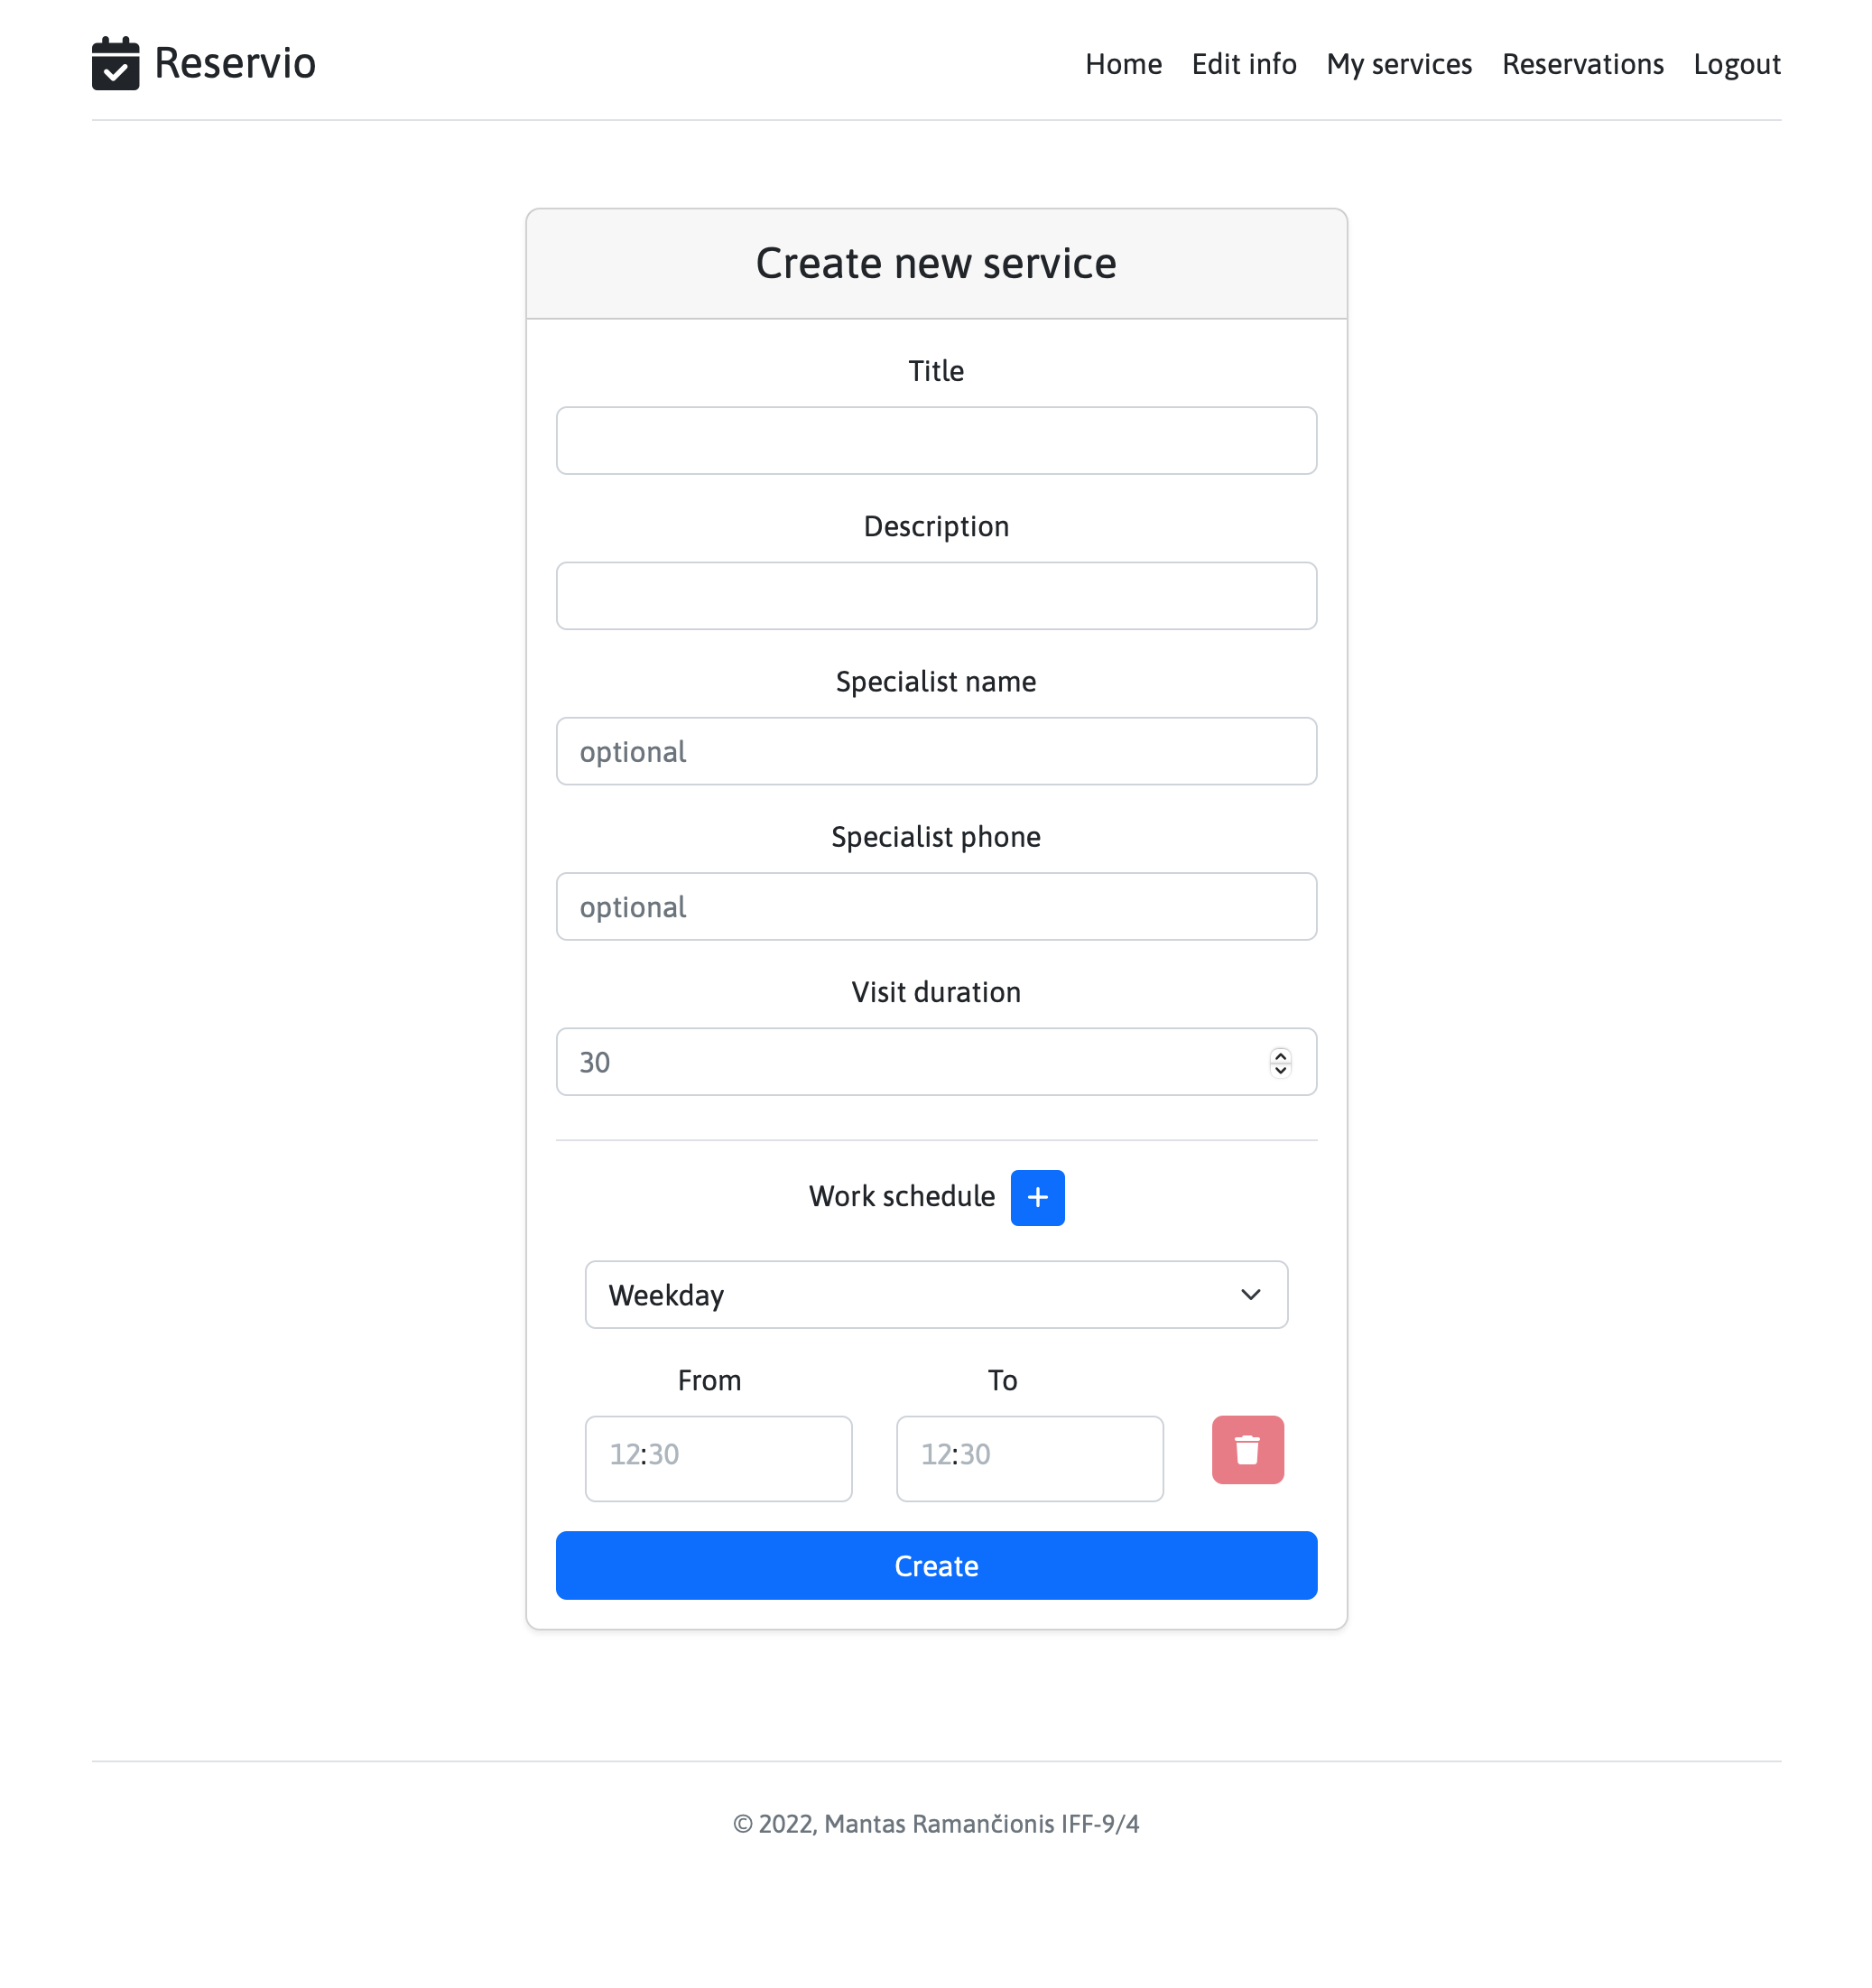 Reservio
Home Edit info My services Reservations Logout
Create new service
Title
Description
Specialist name
optional
Specialist phone
optional
Visit duration
30
Work schedule +
Weekday
From To
12:30 12:30
Create
© 2022, Mantas Ramančionis IFF-9/4